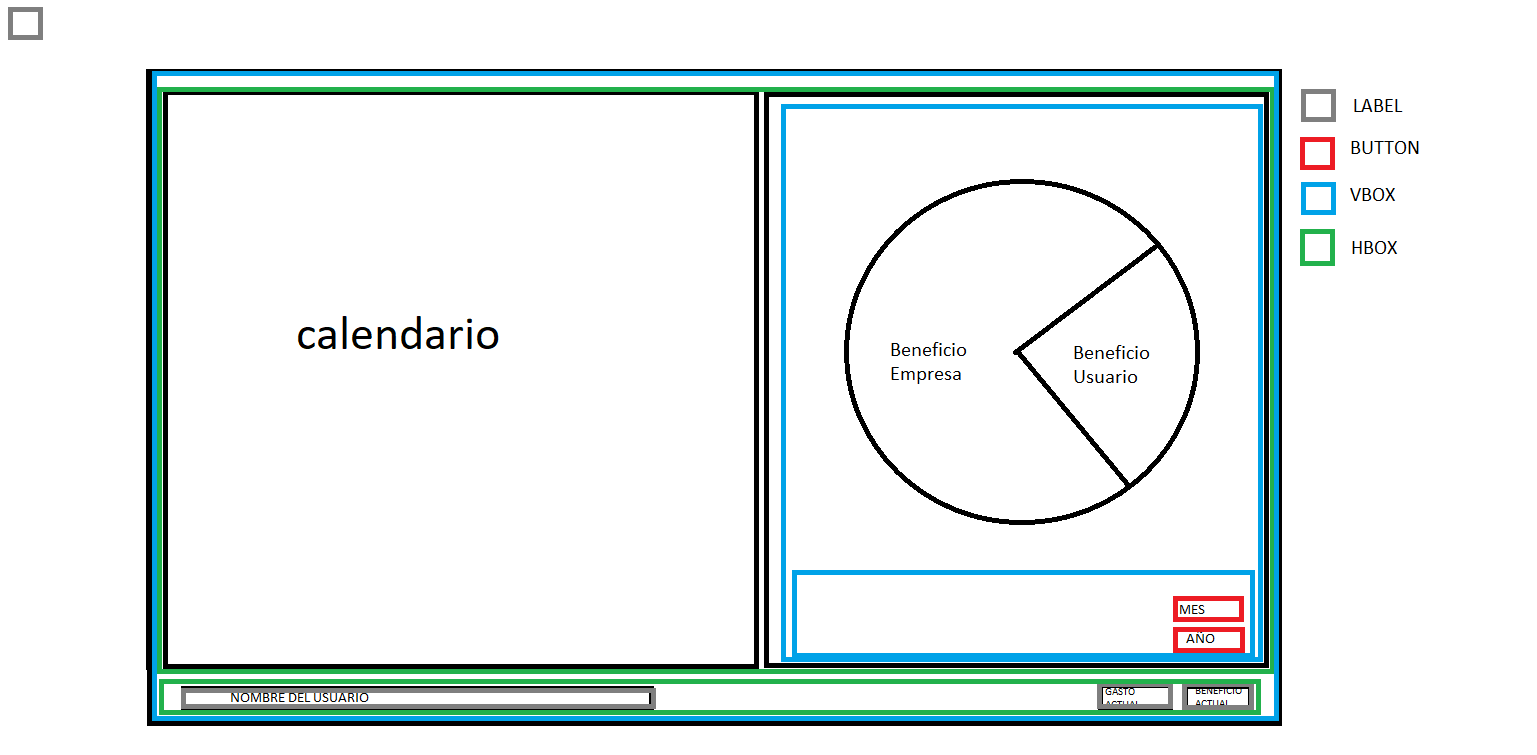 LABEL
BUTTON
VBOX
HBOX
calendario
Beneficio
Empresa
Beneficio
Usuario
MES
AÑO
NOMBRE DEL USUARIO
GASTO
ACTUAL
BENEFICIO
ACTUAL